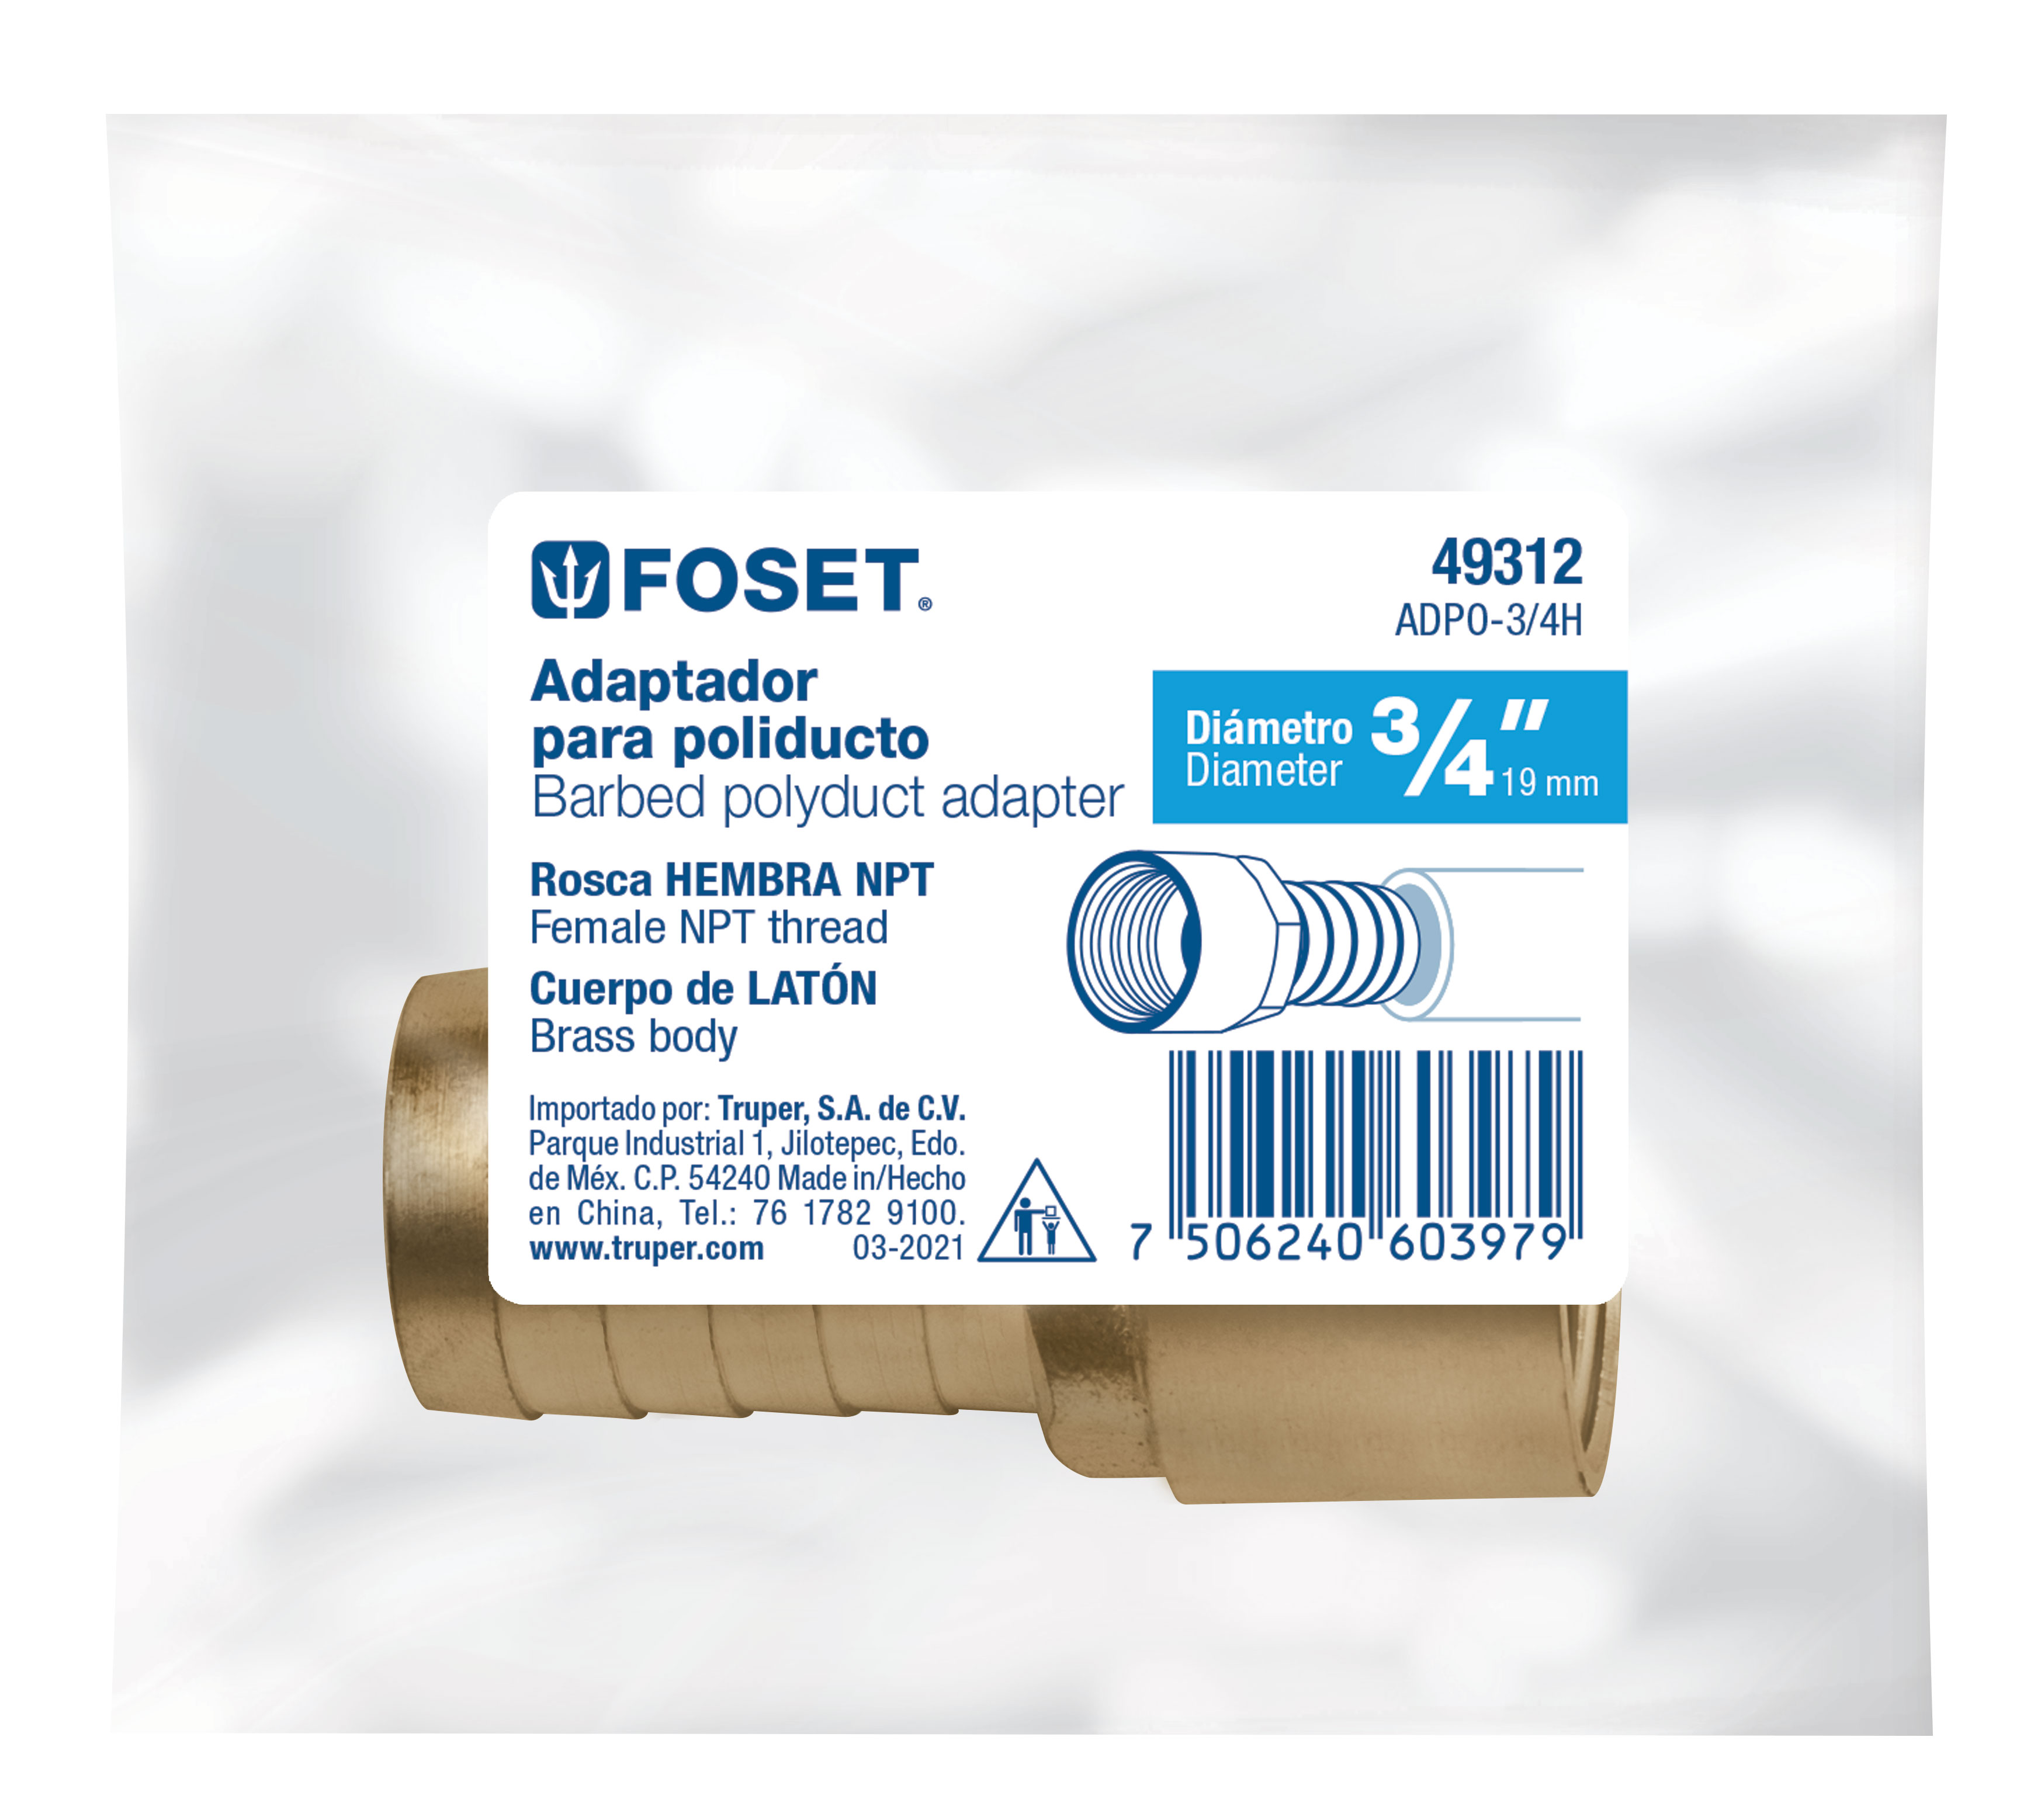 FOSET®
49312
ADPO-3/4H
Adaptador
para poliducto
Barbed polyduct adapter
Diámetro 3/4"
Diameter 19 mm
Rosca HEMBRA NPT
Female NPT thread
Cuerpo de LATÓN
Brass body
Importado por: Truper, S.A. de C.V.
Parque Industrial 1, Jilotepec, Edo.
de Méx. C.P. 54240 Made in/Hecho
en China, Tel.: 76 1782 9100.
www.truper.com 03-2021
7 506240 603979